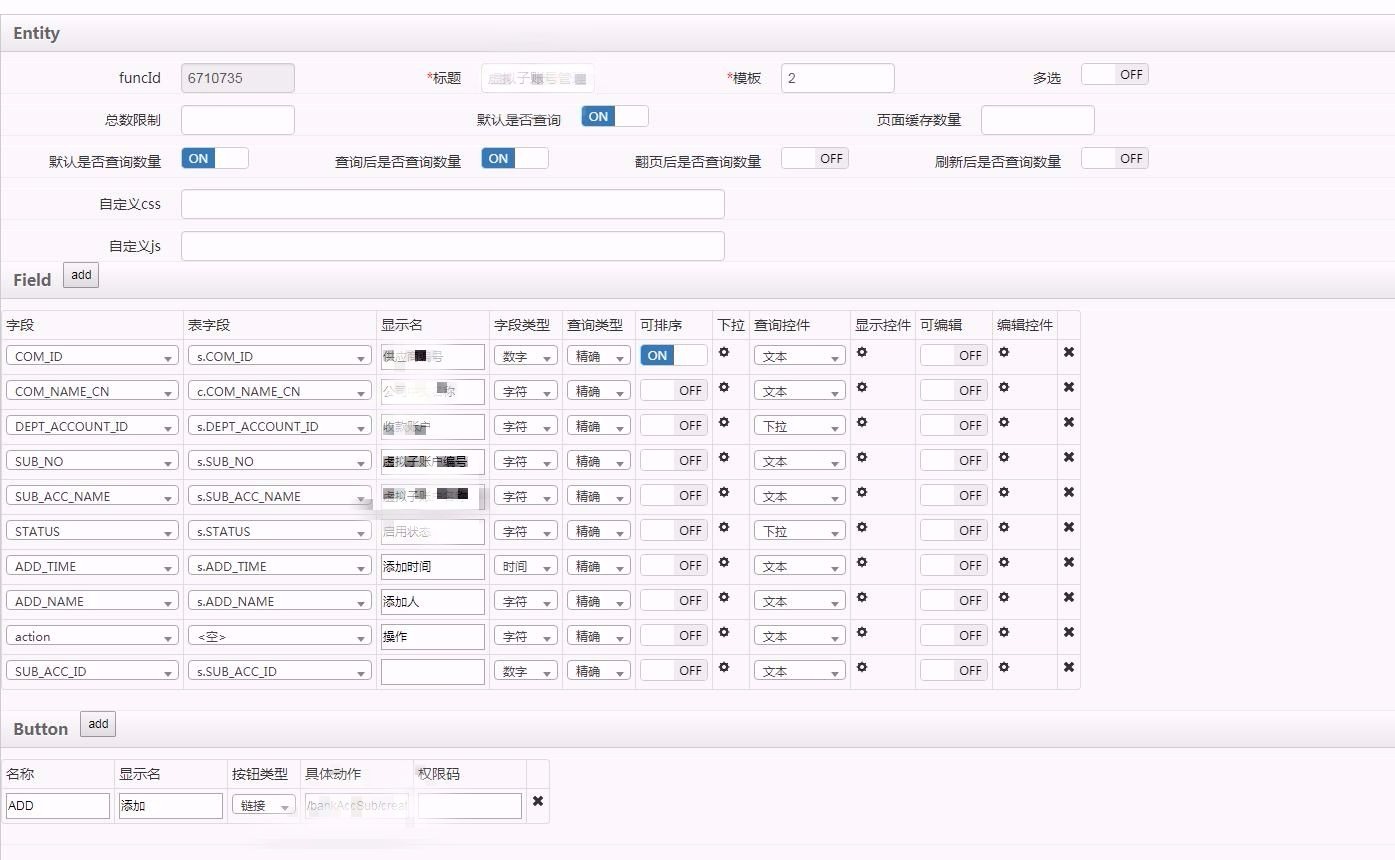 Entity
funcId 6710735 *标题 *模板 2 多选 OFF
总数限制 默认是否查询 ON 页面缓存数量
默认是否查询数量 ON 查询后是否查询数量 ON 翻页后是否查询数量 OFF 刷新后是否查询数量 OFF
自定义css
自定义js
Field add
字段 表字段 显示名 字段类型 查询类型 可排序 下拉 查询控件 显示控件 可编辑 编辑控件
COM_ID s.COM_ID 数字 精确 ON 文本 OFF
COM_NAME_CN c.COM_NAME_CN 字符 精确 OFF 文本 OFF
DEPT_ACCOUNT_ID s.DEPT_ACCOUNT_ID 收款账户 字符 精确 OFF 下拉 OFF
SUB_NO s.SUB_NO 虚拟子账户编号 字符 精确 OFF 文本 OFF
SUB_ACC_NAME s.SUB_ACC_NAME 字符 精确 OFF 文本 OFF
STATUS s.STATUS 启用状态 字符 精确 OFF 下拉 OFF
ADD_TIME s.ADD_TIME 添加时间 时间 精确 OFF 文本 OFF
ADD_NAME s.ADD_NAME 添加人 字符 精确 OFF 文本 OFF
action <空> 操作 字符 精确 OFF 文本 OFF
SUB_ACC_ID s.SUB_ACC_ID 数字 精确 OFF 文本 OFF
Button add
名称 显示名 按钮类型 具体动作 权限码
ADD 添加 链接 /bankAccSub/creat